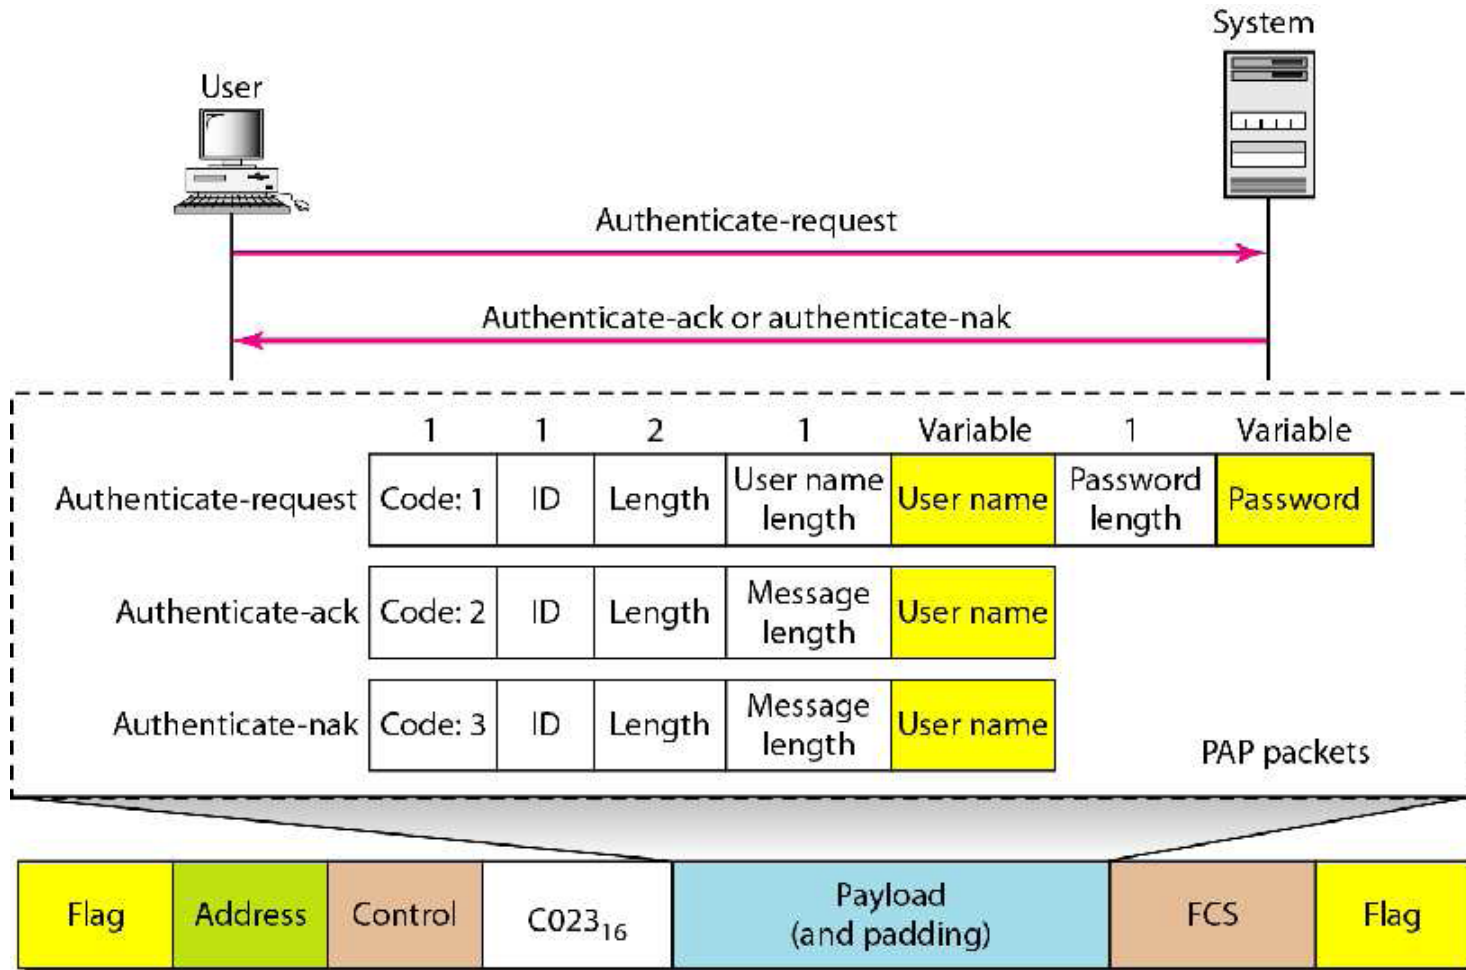 System
User
Authenticate-request
Authenticate-ack or authenticate-nak
1 1 2 1 Variable 1 Variable
Authenticate-request Code: 1 ID Length User name length User name Password length Password
Authenticate-ack Code: 2 ID Length Message length User name
Authenticate-nak Code: 3 ID Length Message length User name
PAP packets
Flag Address Control C023₁₆ Payload (and padding) FCS Flag